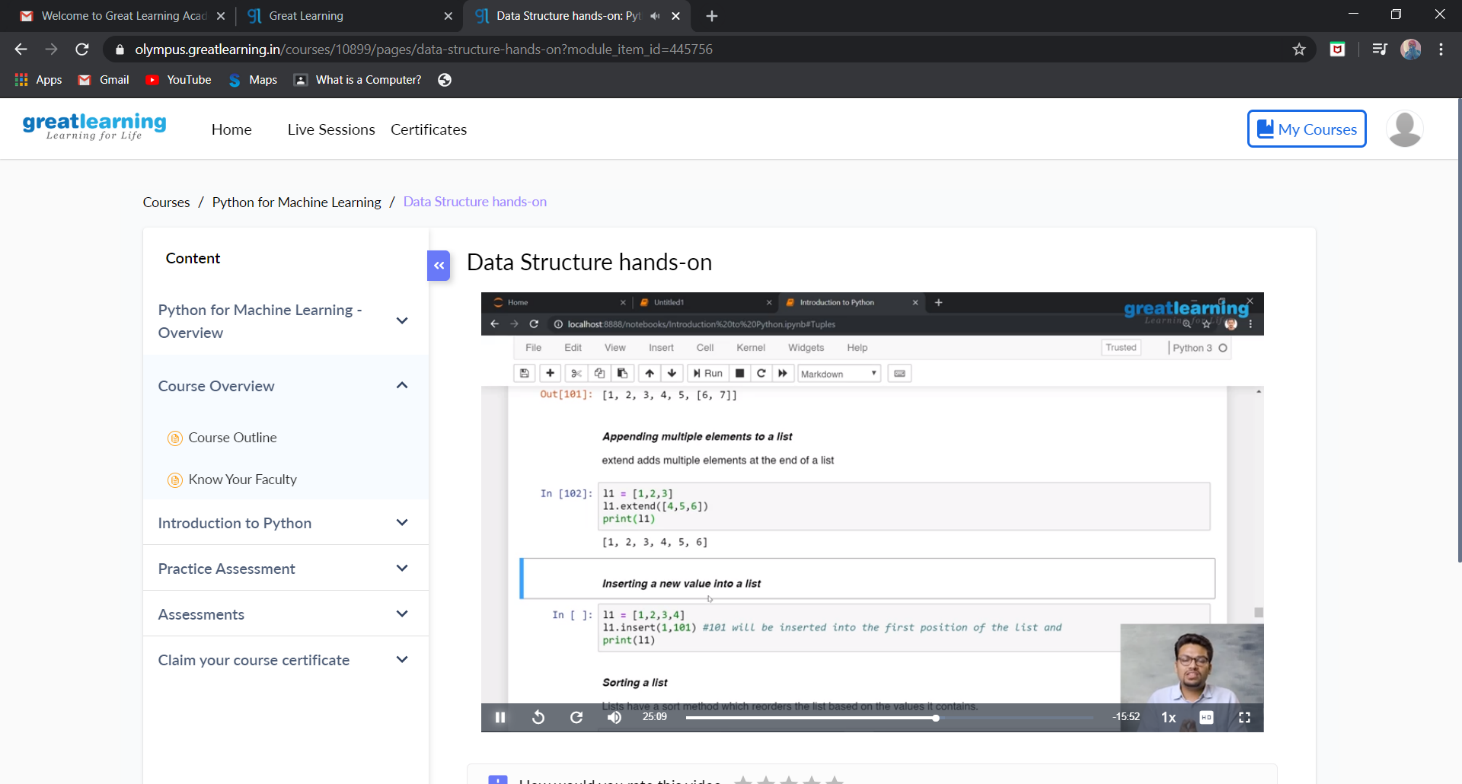 Welcome to Great Learning Acad
Great Learning
Data Structure hands-on: Pyt
olympus.greatlearning.in/courses/10899/pages/data-structure-hands-on?module_item_id=445756
Apps Gmail YouTube Maps What is a Computer?
greatlearning
Learning for Life
Home Live Sessions Certificates
My Courses
Courses / Python for Machine Learning / Data Structure hands-on
Content
Python for Machine Learning -
Overview
Course Overview
Course Outline
Know Your Faculty
Introduction to Python
Practice Assessment
Assessments
Claim your course certificate
Data Structure hands-on
Home Untitled1 Introduction to Python
greatlearning
Learning for Life
localhost:8888/notebooks/Introduction%20to%20Python.ipynb#Tuples
File Edit View Insert Cell Kernel Widgets Help Trusted Python 3
Run Markdown
Out[101]: [1, 2, 3, 4, 5, [6, 7]]
Appending multiple elements to a list
extend adds multiple elements at the end of a list
In [102]: l1 = [1,2,3]
l1.extend([4,5,6])
print(l1)
[1, 2, 3, 4, 5, 6]
Inserting a new value into a list
In [ ]: l1 = [1,2,3,4]
l1.insert(1,101) #101 will be inserted into the first position of the list and
print(l1)
Sorting a list
Lists have a sort method which reorders the list based on the values it contains.
25:09 -15:52 1x HD
How would you rate this video